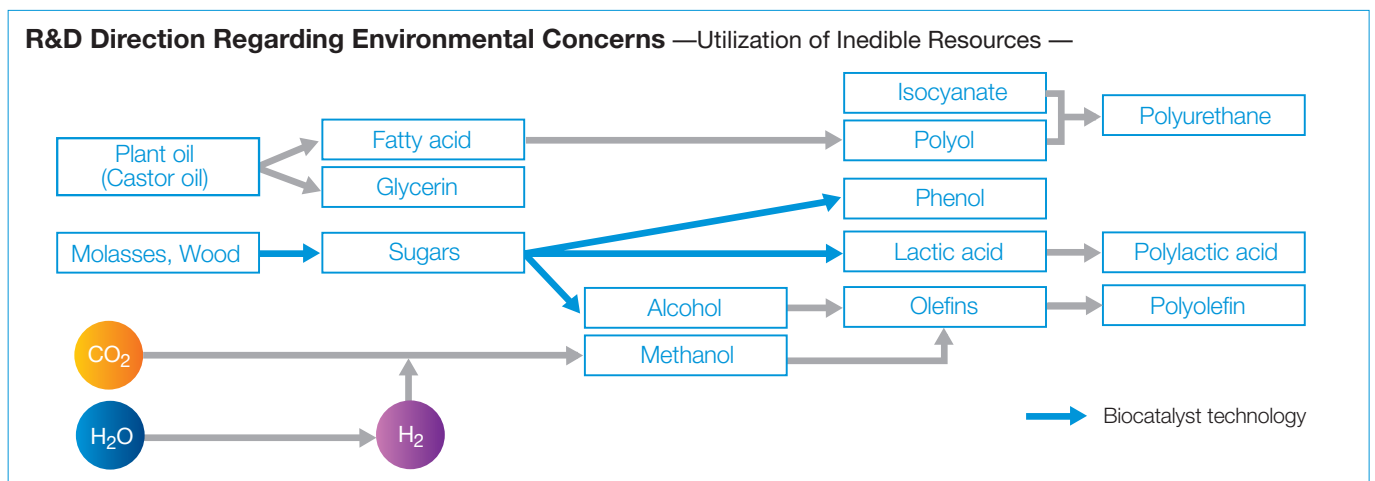 R&D Direction Regarding Environmental Concerns —Utilization of Inedible Resources —
Isocyanate
Polyurethane
Fatty acid
Polyol
Plant oil
(Castor oil)
Glycerin
Phenol
Molasses, Wood
Sugars
Lactic acid
Polylactic acid
Alcohol
Olefins
Polyolefin
CO₂
Methanol
H₂O
H₂
Biocatalyst technology